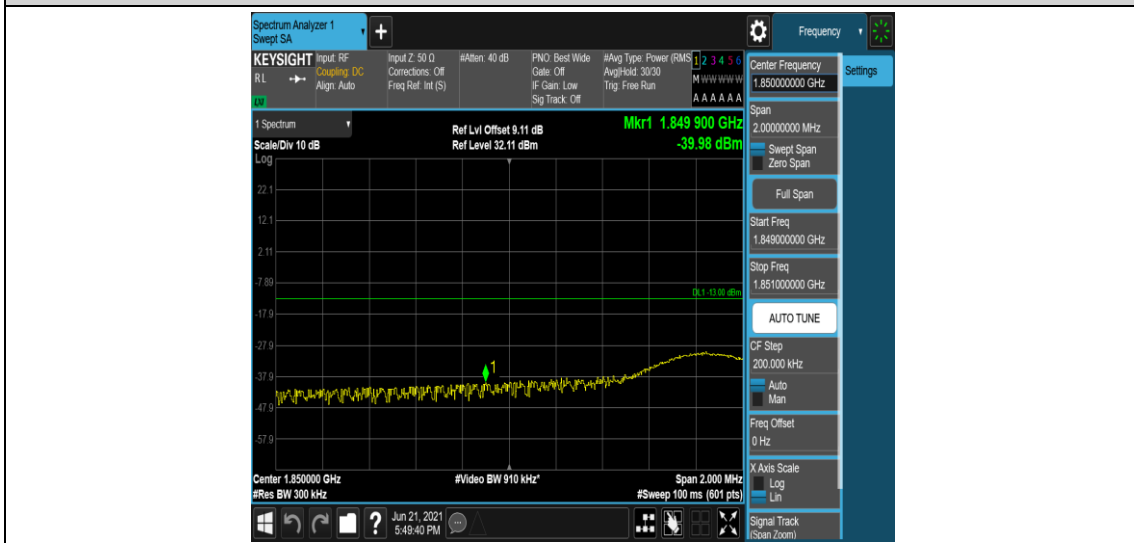 Spectrum Analyzer 1
Swept SA
+
Frequency
KEYSIGHT
RL
LXI
Input: RF
Coupling: DC
Align: Auto
Input Z: 50 Ω
Corrections: Off
Freq Ref: Int (S)
#Atten: 40 dB
PNO: Best Wide
Gate: Off
IF Gain: Low
Sig Track: Off
#Avg Type: Power (RMS
Avg|Hold: 30/30
Trig: Free Run
1 2 3 4 5 6
M W W W W W
A A A A A A
Center Frequency
1.850000000 GHz
Settings
Span
2.00000000 MHz
Swept Span
Zero Span
Full Span
Start Freq
1.849000000 GHz
Stop Freq
1.851000000 GHz
AUTO TUNE
CF Step
200.000 kHz
Auto
Man
Freq Offset
0 Hz
X Axis Scale
Log
Lin
Signal Track
(Span Zoom)
1 Spectrum
Scale/Div 10 dB
Ref Lvl Offset 9.11 dB
Ref Level 32.11 dBm
Mkr1 1.849 900 GHz
-39.98 dBm
Log
22.1
12.1
2.11
-7.89
DL1 -13.00 dBm
-17.9
-27.9
1
-37.9
-47.9
-57.9
Center 1.850000 GHz
#Video BW 910 kHz*
Span 2.000 MHz
#Res BW 300 kHz
#Sweep 100 ms (601 pts)
?
Jun 21, 2021
5:49:40 PM